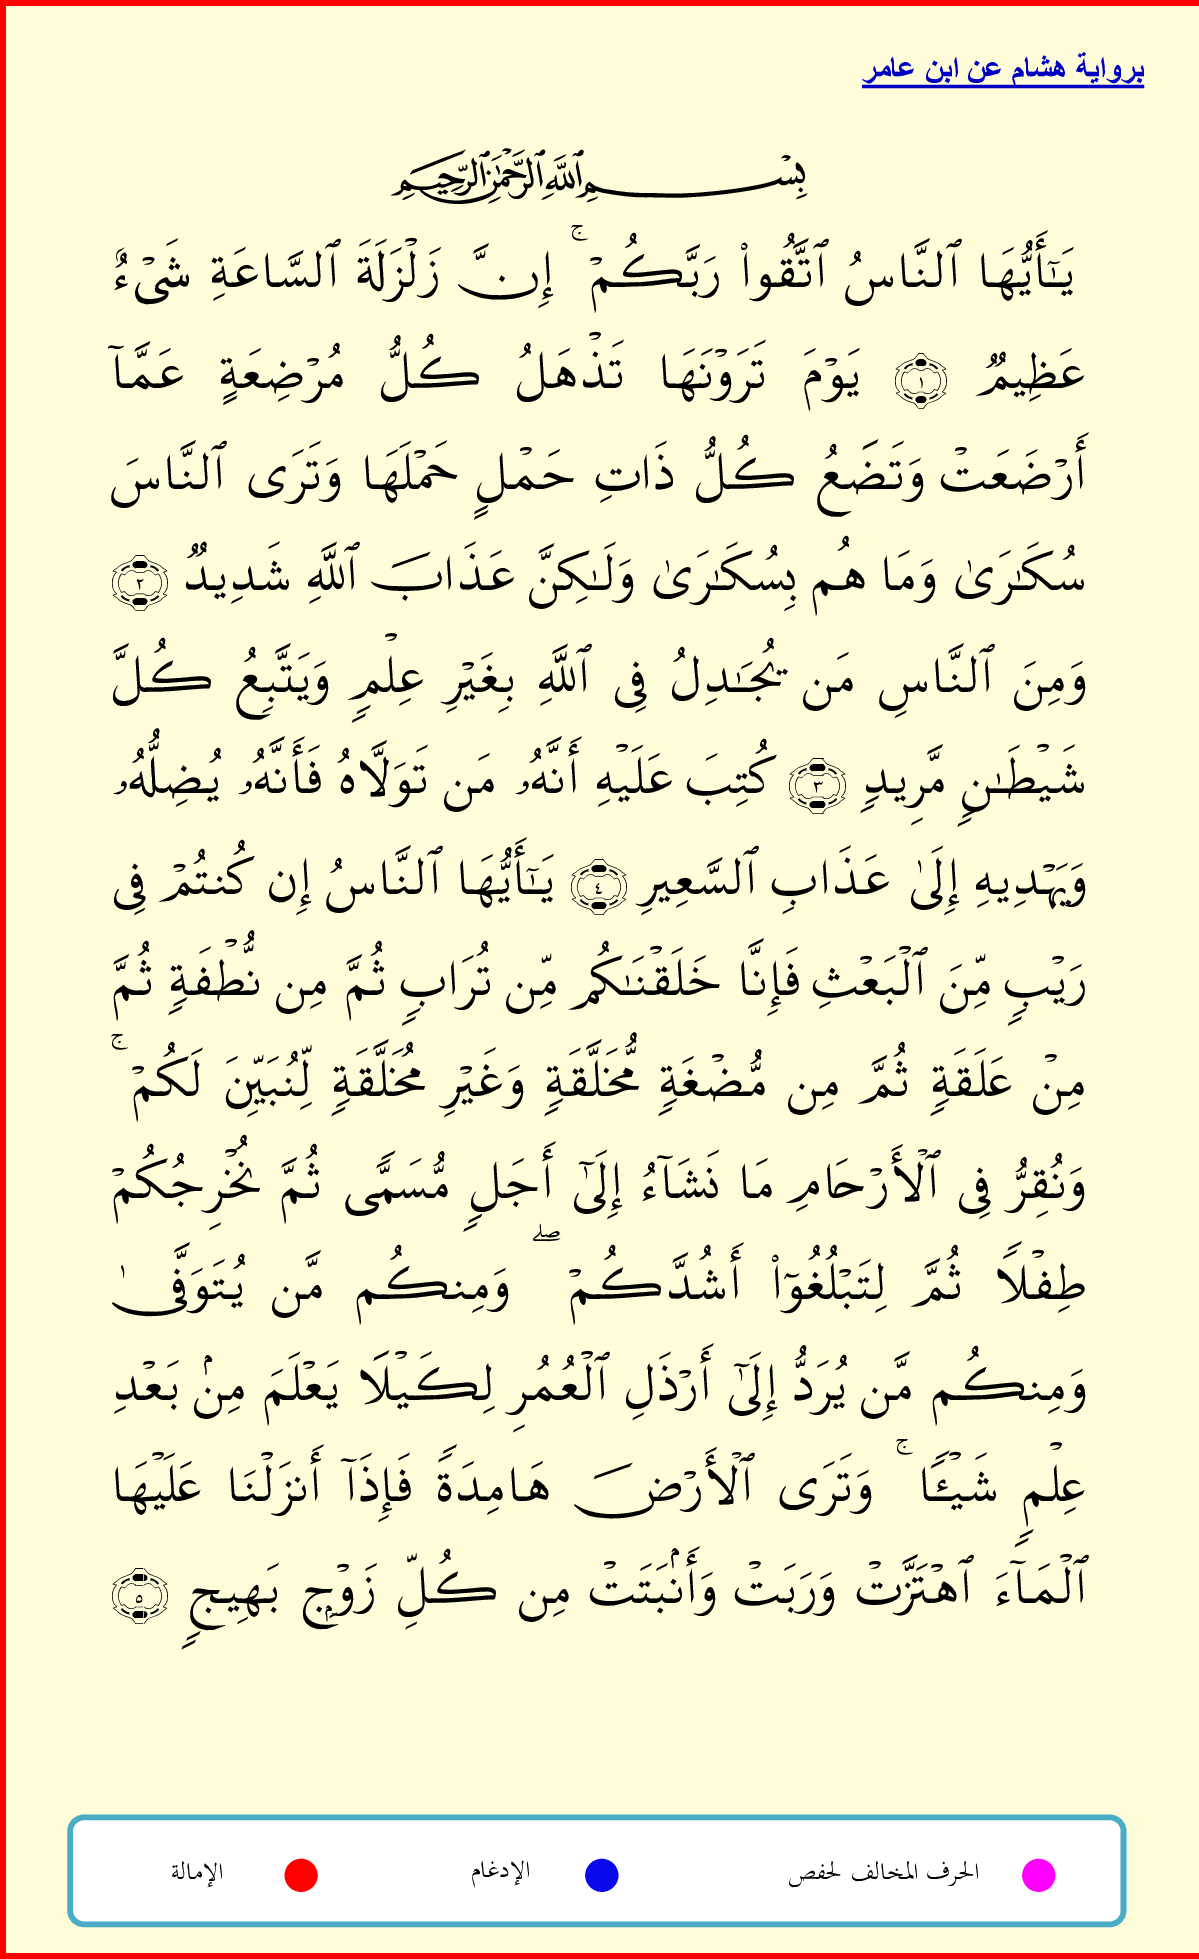 برواية هشام عن ابن عامر
بِسْمِ ٱللَّهِ ٱلرَّحْمَٰنِ ٱلرَّحِيمِ
يَـٰٓأَيُّهَا ٱلنَّاسُ ٱتَّقُوا۟ رَبَّكُمْ ۚ إِنَّ زَلْزَلَةَ ٱلسَّاعَةِ شَىْءٌ
عَظِيمٌ ١ يَوْمَ تَرَوْنَهَا تَذْهَلُ كُلُّ مُرْضِعَةٍ عَمَّآ
أَرْضَعَتْ وَتَضَعُ كُلُّ ذَاتِ حَمْلٍ حَمْلَهَا وَتَرَى ٱلنَّاسَ
سُكَـٰرَىٰ وَمَا هُم بِسُكَـٰرَىٰ وَلَـٰكِنَّ عَذَابَ ٱللَّهِ شَدِيدٌ ٢
وَمِنَ ٱلنَّاسِ مَن يُجَـٰدِلُ فِى ٱللَّهِ بِغَيْرِ عِلْمٍ وَيَتَّبِعُ كُلَّ
شَيْطَـٰنٍ مَّرِيدٍ ٣ كُتِبَ عَلَيْهِ أَنَّهُۥ مَن تَوَلَّاهُ فَأَنَّهُۥ يُضِلُّهُۥ
وَيَهْدِيهِ إِلَىٰ عَذَابِ ٱلسَّعِيرِ ٤ يَـٰٓأَيُّهَا ٱلنَّاسُ إِن كُنتُمْ فِى
رَيْبٍ مِّنَ ٱلْبَعْثِ فَإِنَّا خَلَقْنَـٰكُم مِّن تُرَابٍ ثُمَّ مِن نُّطْفَةٍ ثُمَّ
مِنْ عَلَقَةٍ ثُمَّ مِن مُّضْغَةٍ مُّخَلَّقَةٍ وَغَيْرِ مُخَلَّقَةٍ لِّنُبَيِّنَ لَكُمْ ۚ
وَنُقِرُّ فِى ٱلْأَرْحَامِ مَا نَشَآءُ إِلَىٰٓ أَجَلٍ مُّسَمًّى ثُمَّ نُخْرِجُكُمْ
طِفْلًا ثُمَّ لِتَبْلُغُوٓا۟ أَشُدَّكُمْ ۖ وَمِنكُم مَّن يُتَوَفَّىٰ
وَمِنكُم مَّن يُرَدُّ إِلَىٰٓ أَرْذَلِ ٱلْعُمُرِ لِكَيْلَا يَعْلَمَ مِنۢ بَعْدِ
عِلْمٍ شَيْـًٔا ۚ وَتَرَى ٱلْأَرْضَ هَامِدَةً فَإِذَآ أَنزَلْنَا عَلَيْهَا
ٱلْمَآءَ ٱهْتَزَّتْ وَرَبَتْ وَأَنۢبَتَتْ مِن كُلِّ زَوْجٍۭ بَهِيجٍ ٥
الحرف المخالف لحفص الإدغام الإمالة